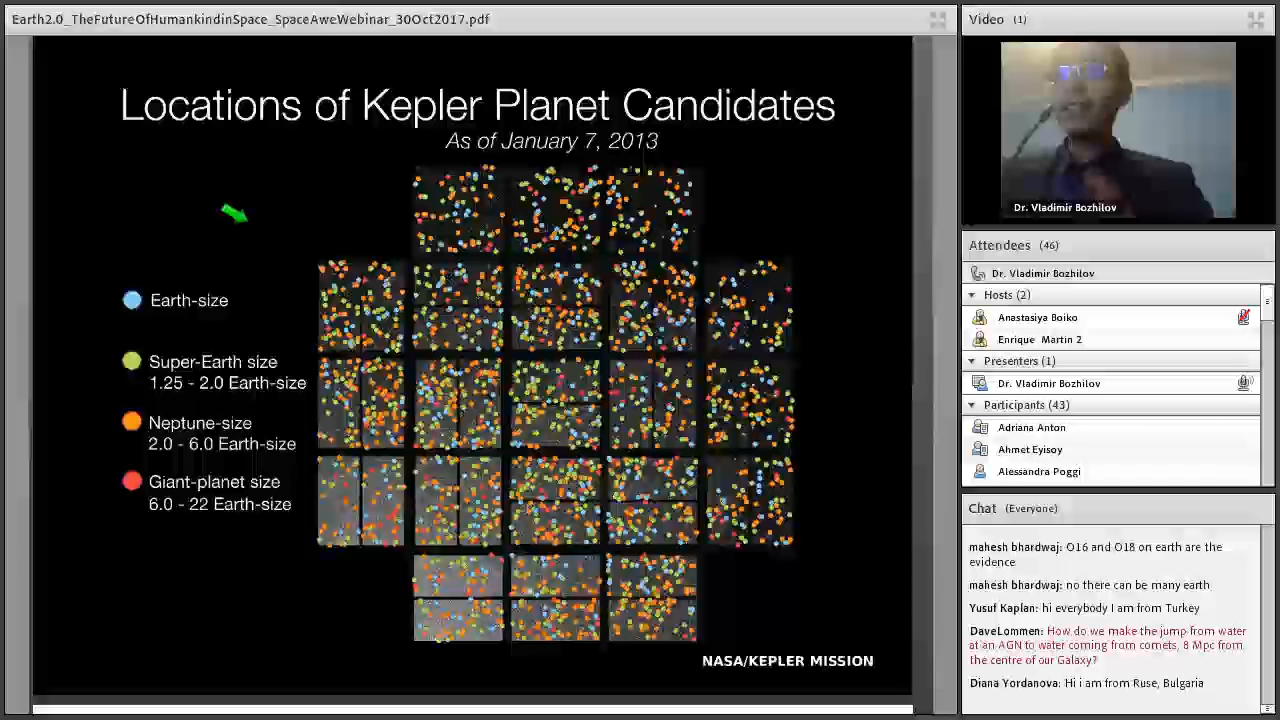 Earth2.0_TheFutureOfHumankindinSpace_SpaceAweWebinar_30Oct2017.pdf
Locations of Kepler Planet Candidates
As of January 7, 2013
Earth-size
Super-Earth size
1.25 - 2.0 Earth-size
Neptune-size
2.0 - 6.0 Earth-size
Giant-planet size
6.0 - 22 Earth-size
NASA/KEPLER MISSION
Video (1)
Dr. Vladimir Bozhilov
Attendees (46)
Dr. Vladimir Bozhilov
Hosts (2)
Anastasiya Boiko
Enrique Martin 2
Presenters (1)
Dr. Vladimir Bozhilov
Participants (43)
Adriana Anton
Ahmet Eyisoy
Alessandra Poggi
Chat (Everyone)
mahesh bhardwaj: O16 and O18 on earth are the
evidence
mahesh bhardwaj: no there can be many earth
Yusuf Kaplan: hi everybody I am from Turkey
DaveLommen: How do we make the jump from water
at an AGN to water coming from comets, 8 Mpc from
the centre of our Galaxy?
Diana Yordanova: Hi i am from Ruse, Bulgaria